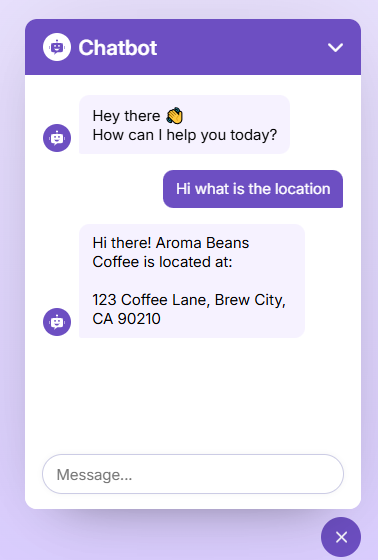 Chatbot
Hey there 👋
How can I help you today?
Hi what is the location
Hi there! Aroma Beans
Coffee is located at:
123 Coffee Lane, Brew City,
CA 90210
Message...